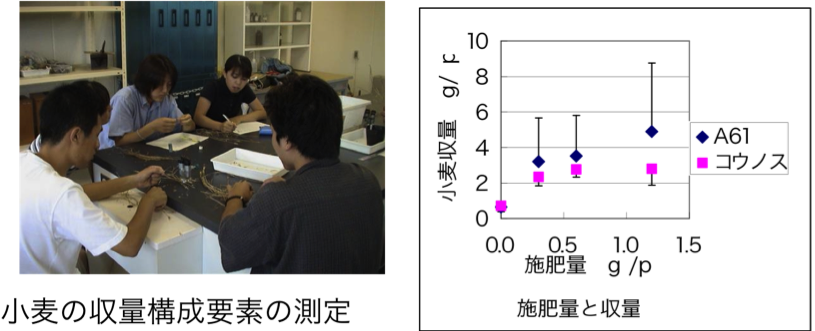 小麦の収量構成要素の測定
小麦収量 g/ p
10
8
6
4
2
0
0.0 0.5 1.0 1.5
施肥量 g /p
A61
コウノス
施肥量と収量